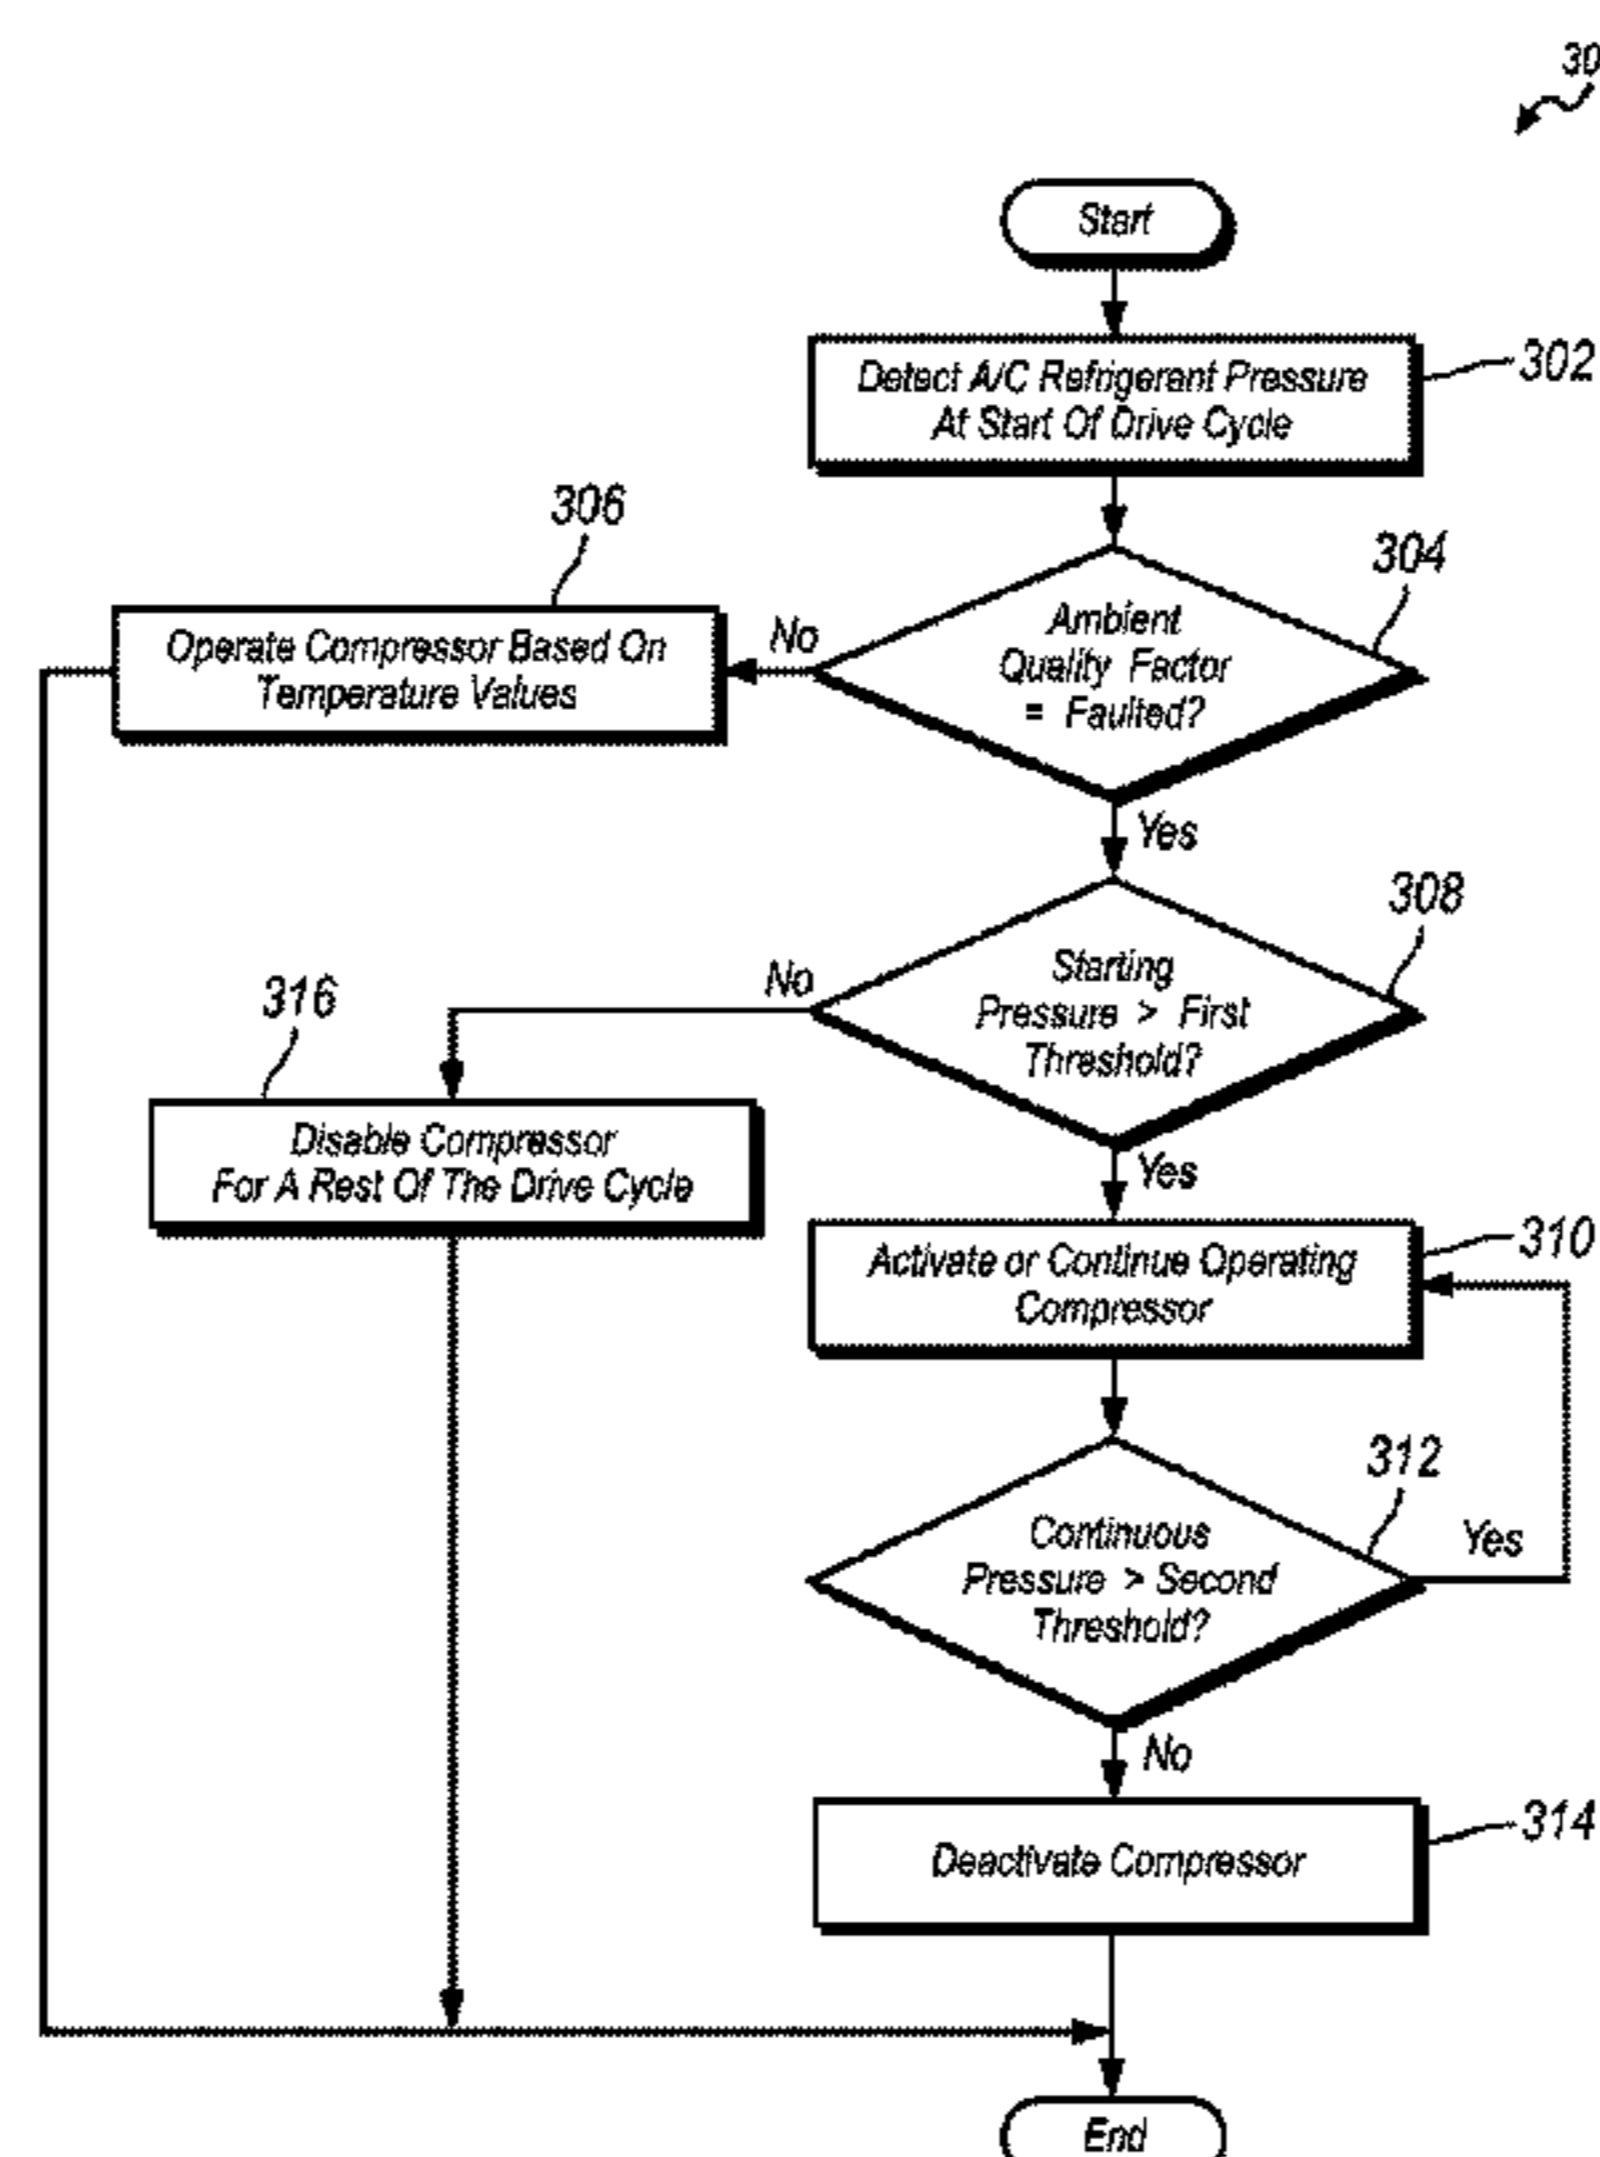 30
Start
Detect A/C Refrigerant Pressure
At Start Of Drive Cycle
302
306
304
Operate Compressor Based On
Temperature Values
No
Ambient
Quality Factor
= Faulted?
Yes
308
No
Starting
Pressure > First
Threshold?
316
Disable Compressor
For A Rest Of The Drive Cycle
Yes
Activate or Continue Operating
Compressor
310
312
Continuous
Pressure > Second
Threshold?
Yes
No
Deactivate Compressor
314
End